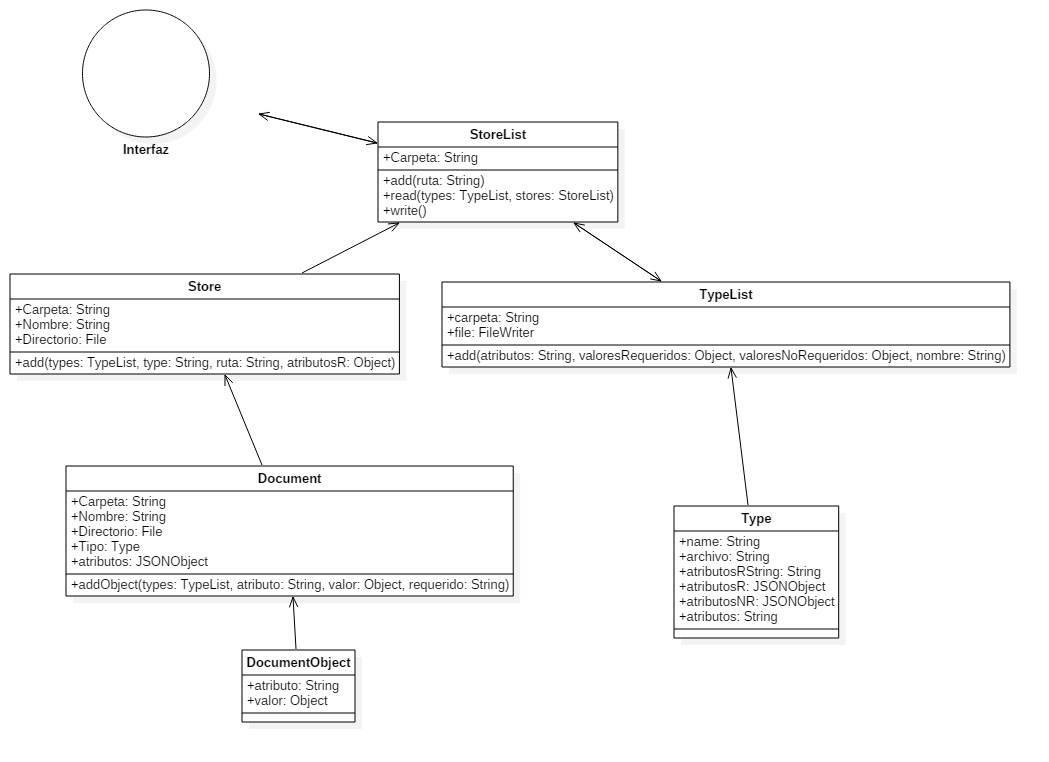 Interfaz
StoreList
+Carpeta: String
+add(ruta: String)
+read(types: TypeList, stores: StoreList)
+write()
Store
+Carpeta: String
+Nombre: String
+Directorio: File
+add(types: TypeList, type: String, ruta: String, atributosR: Object)
TypeList
+carpeta: String
+file: FileWriter
+add(atributos: String, valoresRequeridos: Object, valoresNoRequeridos: Object, nombre: String)
Document
+Carpeta: String
+Nombre: String
+Directorio: File
+Tipo: Type
+atributos: JSONObject
+addObject(types: TypeList, atributo: String, valor: Object, requerido: String)
Type
+name: String
+archivo: String
+atributosRString: String
+atributosR: JSONObject
+atributosNR: JSONObject
+atributos: String
DocumentObject
+atributo: String
+valor: Object